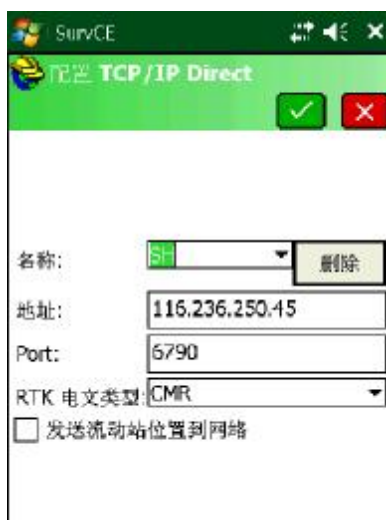 SurvCE
配置 TCP/IP Direct
名称: SH 删除
地址: 116.236.250.45
Port: 6790
RTK 电文类型: CMR
发送流动站位置到网络